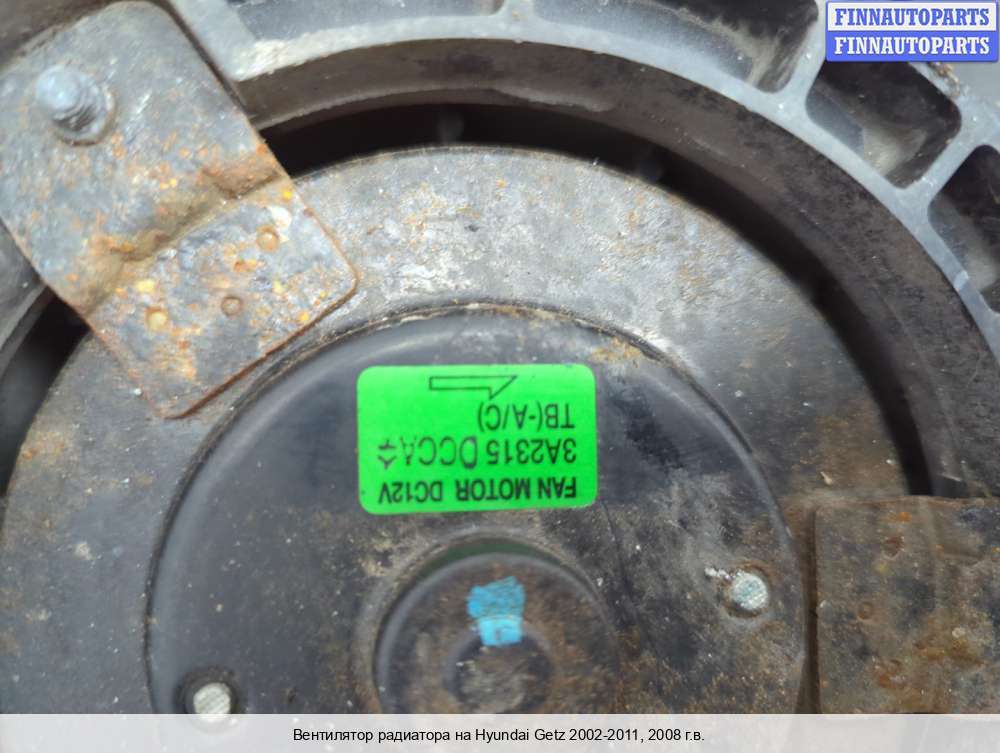 FINNAUTOPARTS
FINNAUTOPARTS
FAN MOTOR DC12V
3A2315 DCCA
TB(-A/C)
Вентилятор радиатора на Hyundai Getz 2002-2011, 2008 г.в.